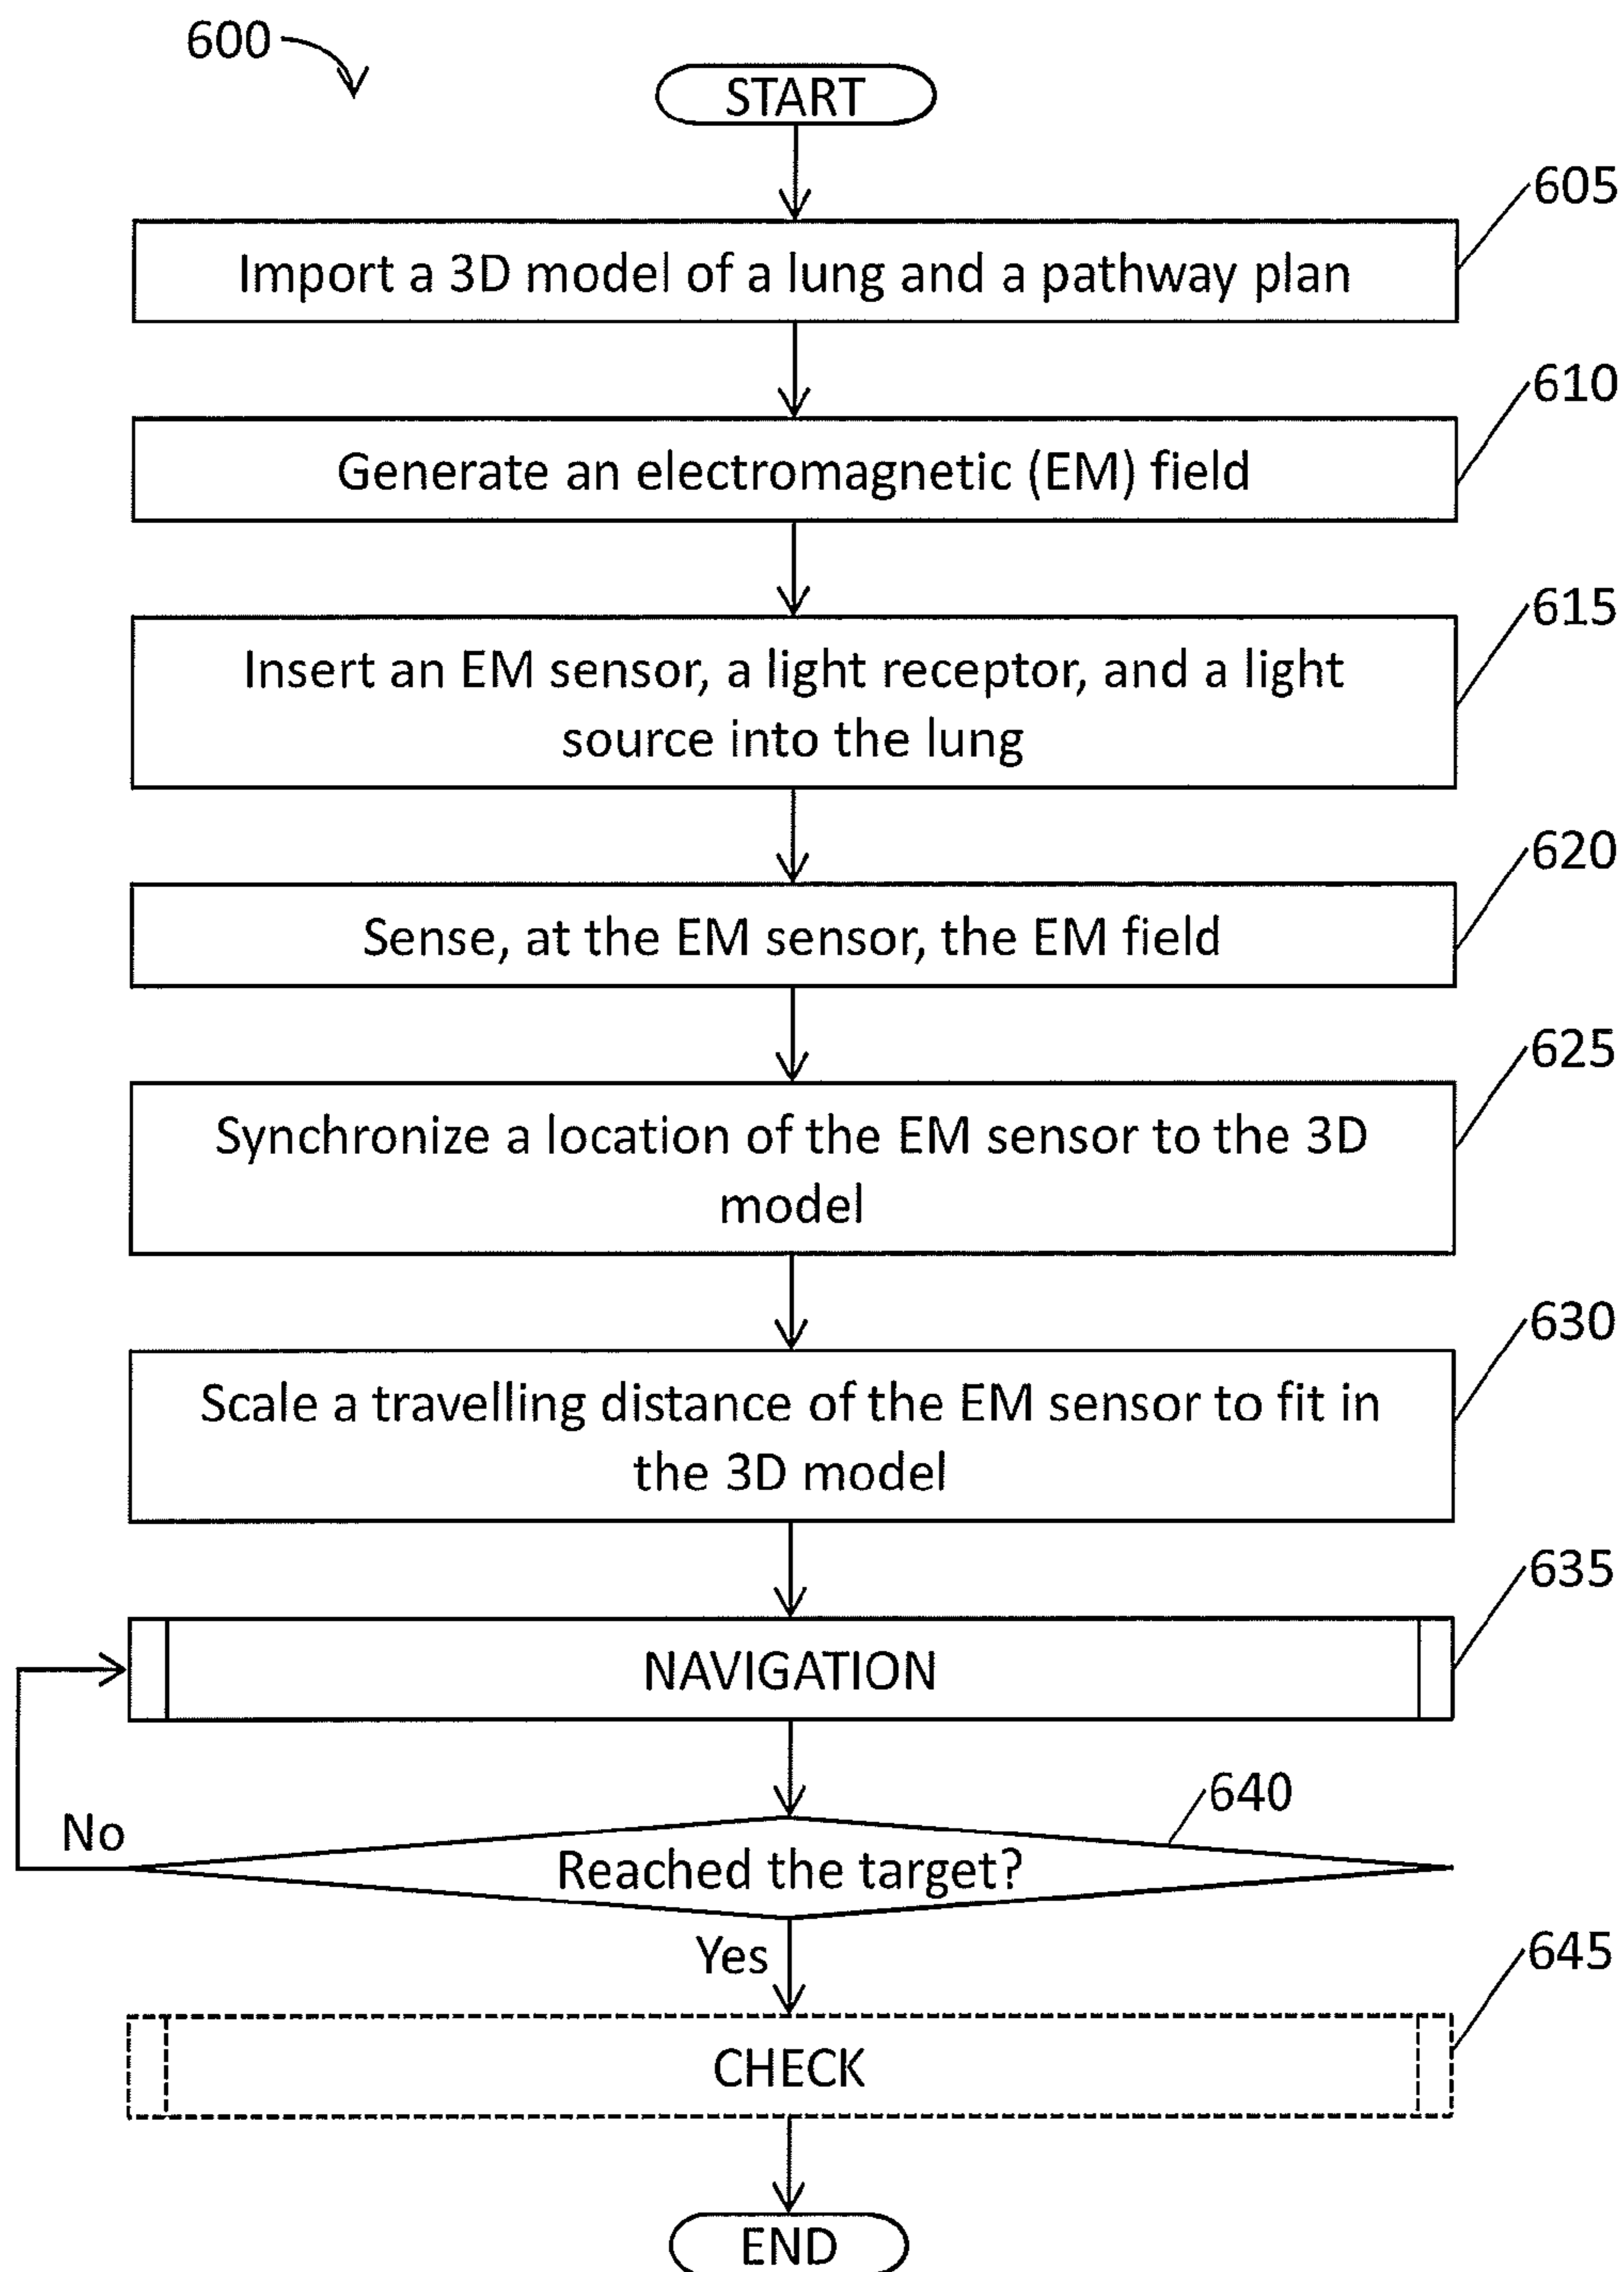 600
START
605
Import a 3D model of a lung and a pathway plan
610
Generate an electromagnetic (EM) field
615
Insert an EM sensor, a light receptor, and a light
source into the lung
620
Sense, at the EM sensor, the EM field
625
Synchronize a location of the EM sensor to the 3D
model
630
Scale a travelling distance of the EM sensor to fit in
the 3D model
635
NAVIGATION
640
No
Reached the target?
Yes
645
CHECK
END